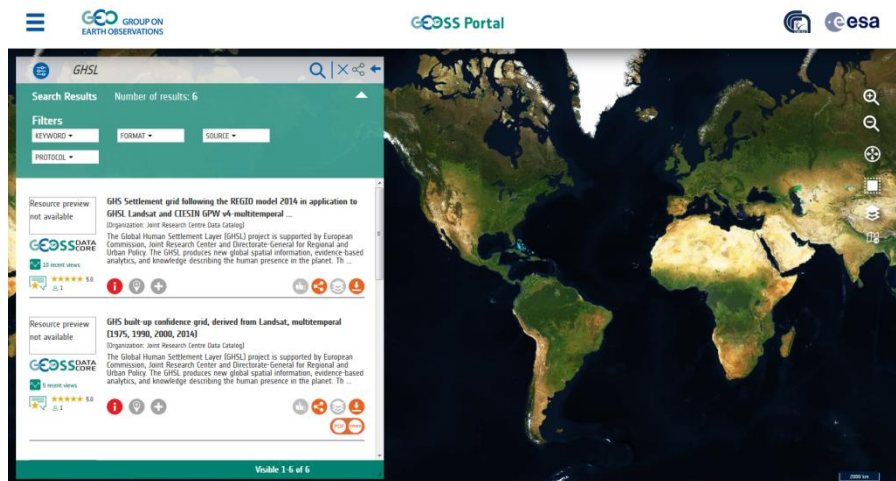 GEO GROUP ON
EARTH OBSERVATIONS
GEOSS Portal
esa
GHSL
Search Results Number of results: 6
Filters
KEYWORD FORMAT SOURCE
PROTOCOL
Resource preview
not available
GEOSS DATA
CORE
10 recent views
5.0
1
GHS Settlement grid following the REGIO model 2014 in application to
GHSL Landsat and CIESIN GPW v4-multitemporal ...
(Organization: Joint Research Centre Data Catalog)
The Global Human Settlement Layer (GHSL) project is supported by European
Commission, Joint Research Center and Directorate-General for Regional and
Urban Policy. The GHSL produces new global spatial information, evidence-based
analytics, and knowledge describing the human presence in the planet. Th ...
Resource preview
not available
GEOSS DATA
CORE
5 recent views
5.0
1
GHS built-up confidence grid, derived from Landsat, multitemporal
(1975, 1990, 2000, 2014)
(Organization: Joint Research Centre Data Catalog)
The Global Human Settlement Layer (GHSL) project is supported by European
Commission, Joint Research Center and Directorate-General for Regional and
Urban Policy. The GHSL produces new global spatial information, evidence-based
analytics, and knowledge describing the human presence in the planet. Th ...
PDF
Visible 1-6 of 6
2000 km